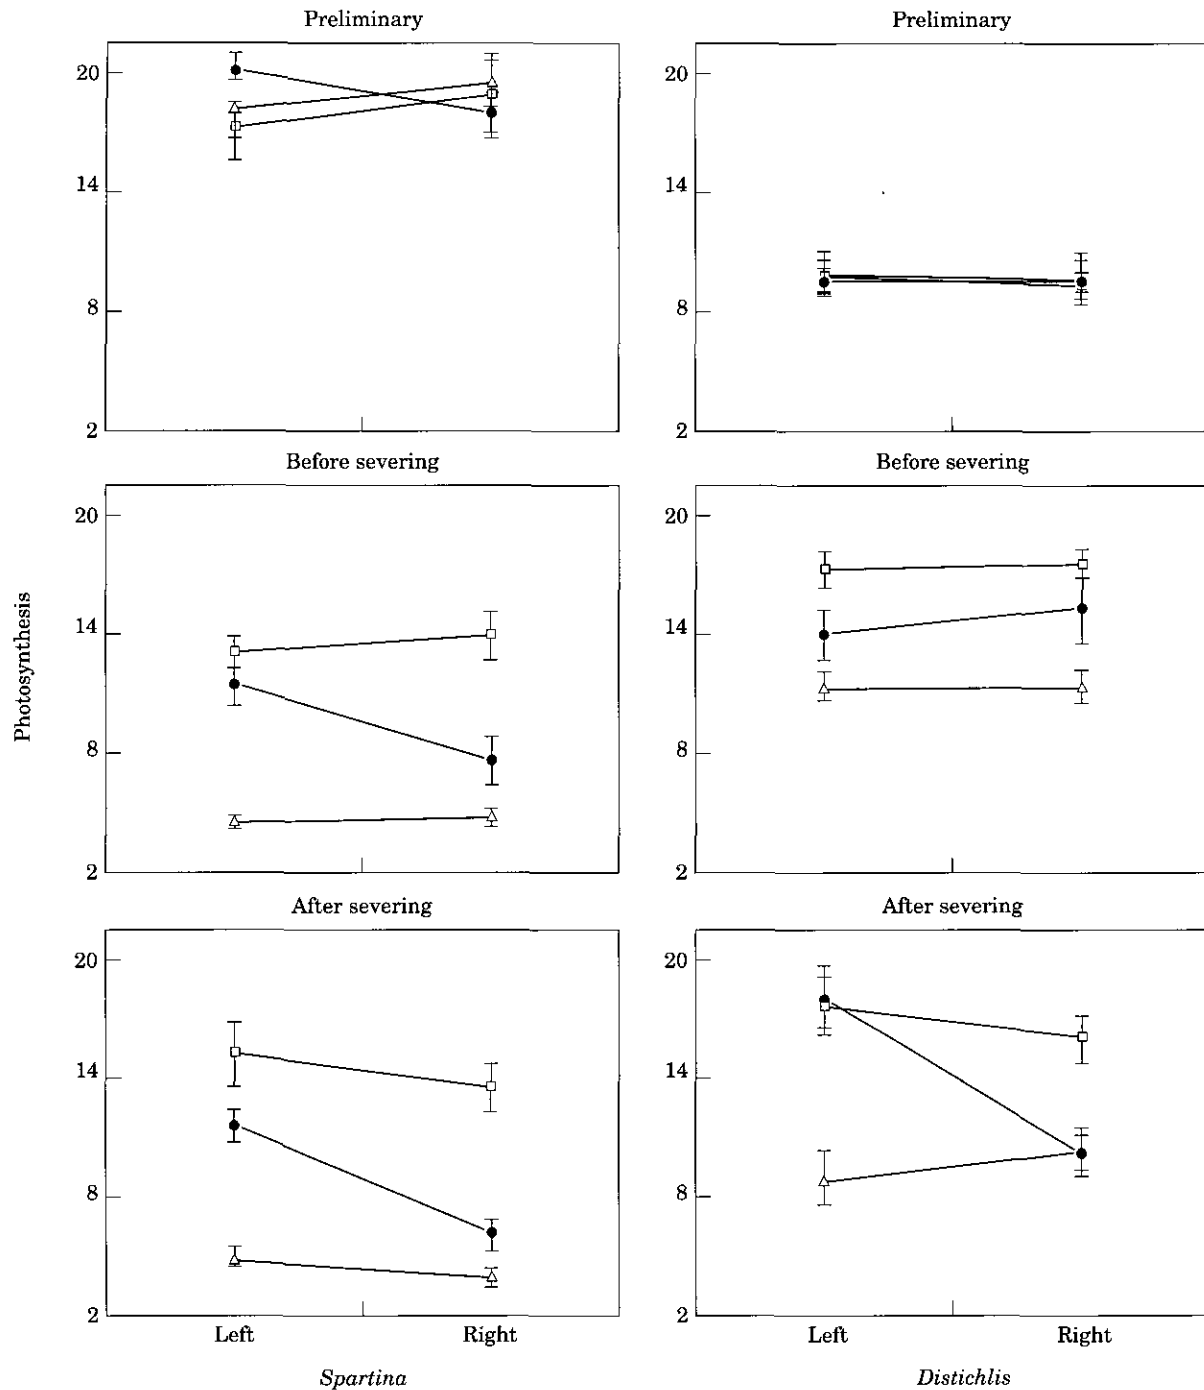 Preliminary
Preliminary
20
14
8
2
20
14
8
2
Before severing
Before severing
Photosynthesis
20
14
8
2
20
14
8
2
After severing
After severing
20
14
8
2
20
14
8
2
Left
Right
Left
Right
Spartina
Distichlis